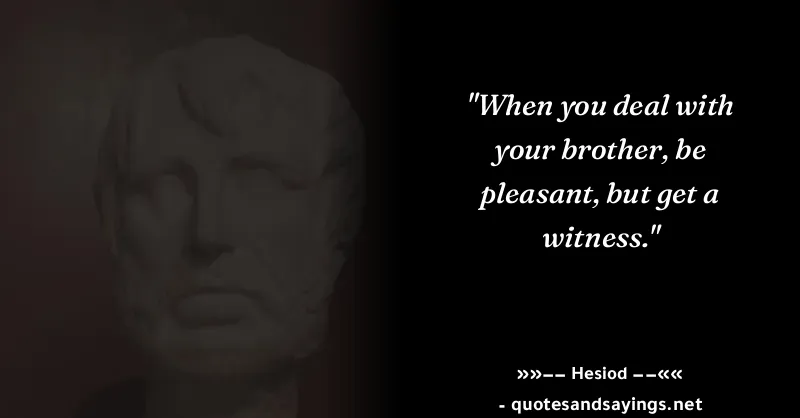 "When you deal with
your brother, be
pleasant, but get a
witness."
»»—— Hesiod ——««
- quotesandsayings.net